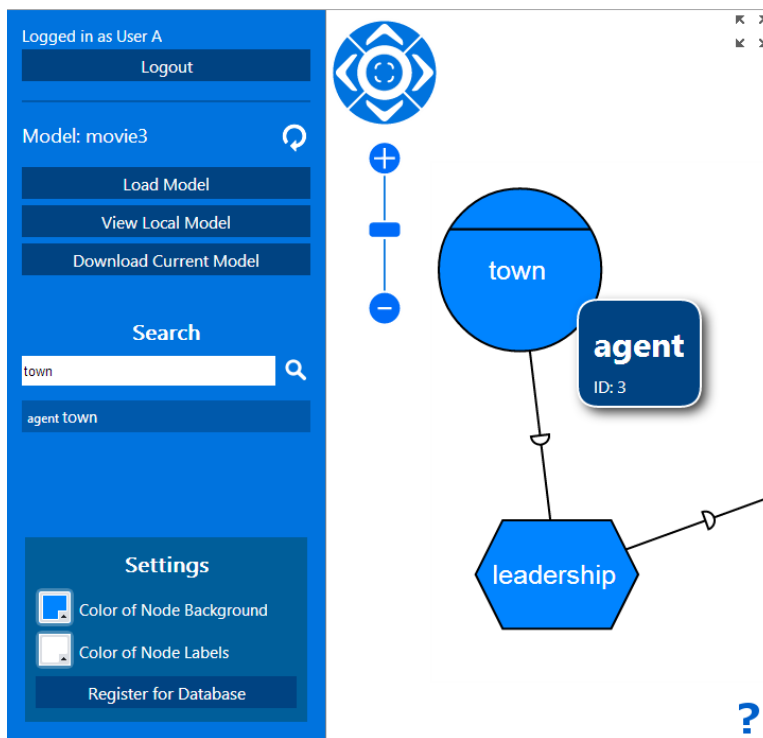 Logged in as User A
Logout
Model: movie3
Load Model
View Local Model
Download Current Model
Search
town
agent town
Settings
Color of Node Background
Color of Node Labels
Register for Database
town
agent
ID: 3
leadership
?